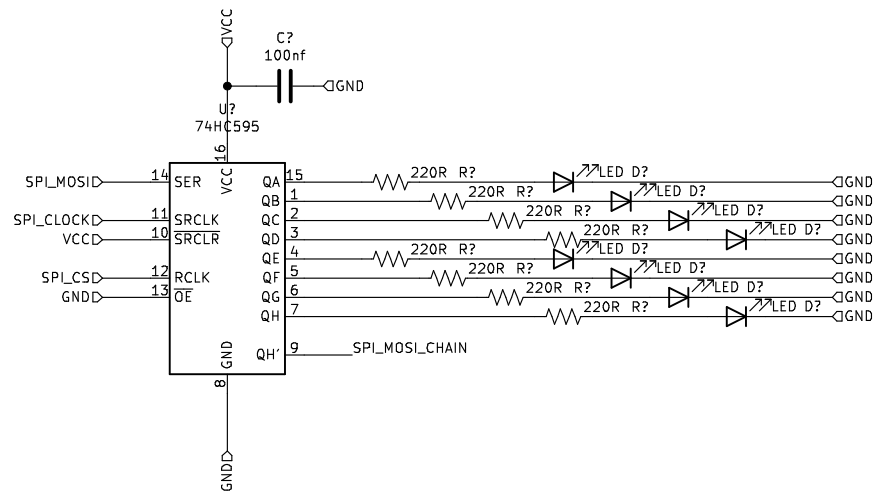 VCC
C?
100nf
GND
U?
74HC595
16
VCC
SPI_MOSI 14 SER QA 15 220R R? LED D? GND
QB 1 220R R? LED D? GND
SPI_CLOCK 11 SRCLK QC 2 220R R? LED D? GND
VCC 10 SRCLR QD 3 220R R? LED D? GND
QE 4 220R R? LED D? GND
SPI_CS 12 RCLK QF 5 220R R? LED D? GND
GND 13 OE QG 6 220R R? LED D? GND
QH 7 220R R? LED D? GND
GND QH' 9 SPI_MOSI_CHAIN
8
GND